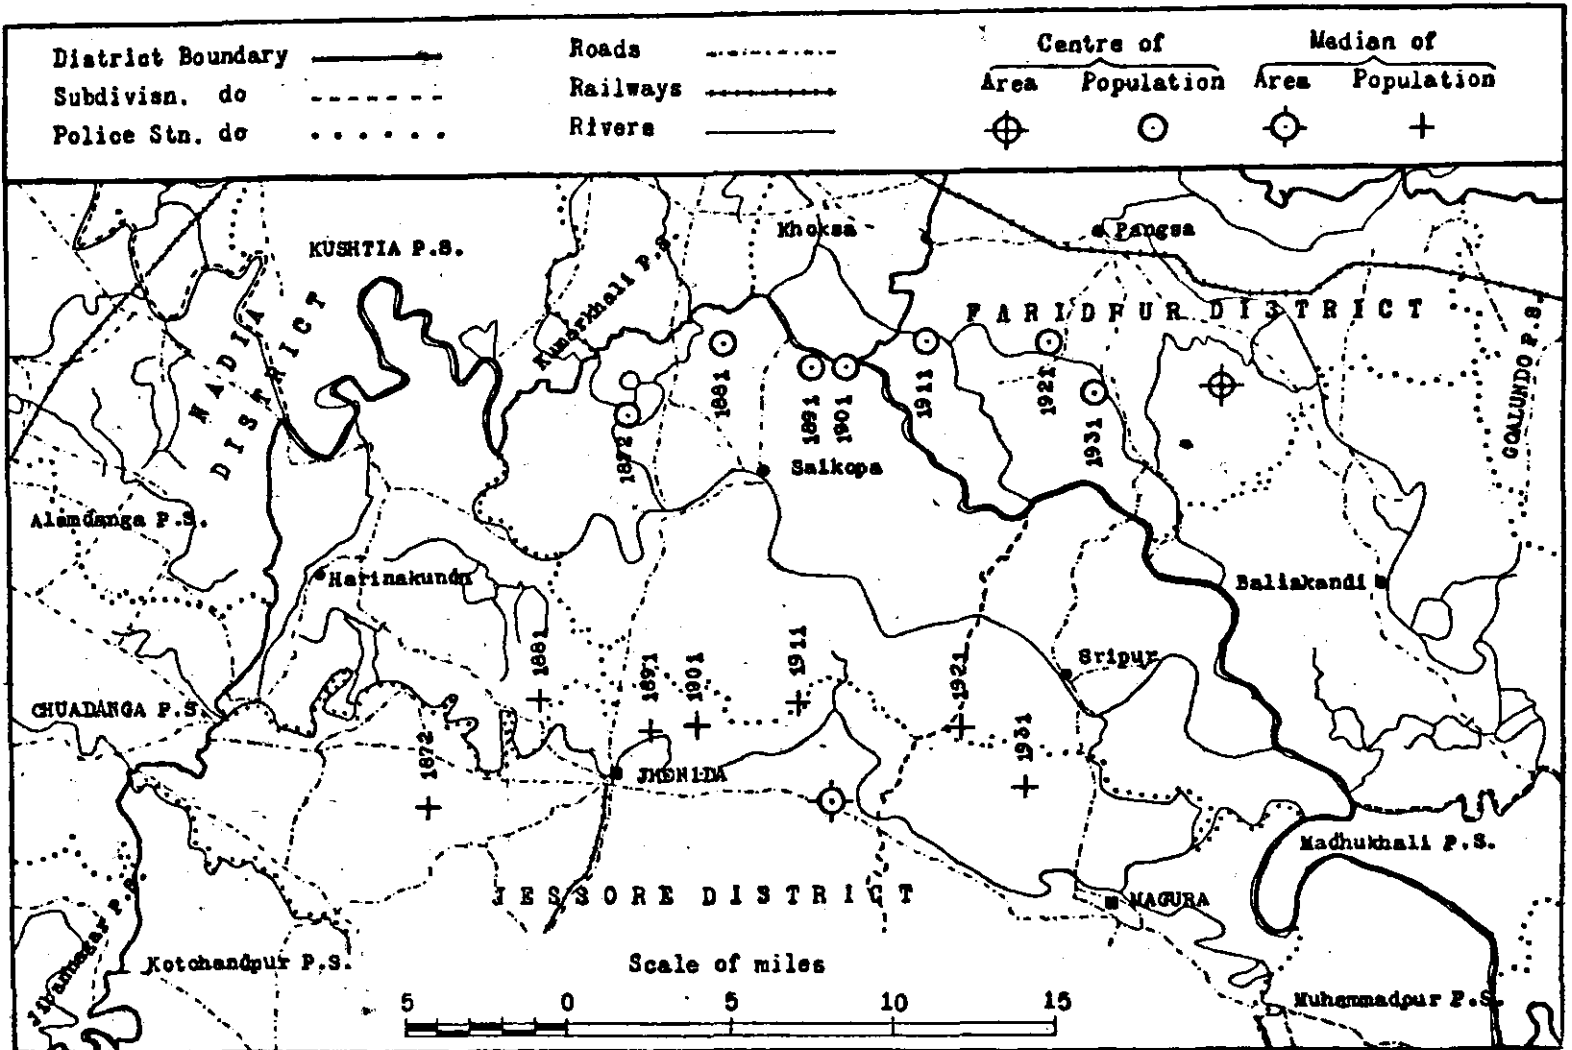 District Boundary
Subdivisn. do
Police Stn. do
Roads
Railways
Rivers
Centre of
Area Population
Median of
Area Population
KUSHTIA P.S.
Kumarkhali P.S.
Khoksa
Pangsa
NADIA
DISTRICT
FARIDPUR DISTRICT
GOALUNDO P.S.
1872
1881
1891
1901
1911
1921
1931
Salkopa
Alamdanga P.S.
Harinakundu
Baliakandi
Sripur
1872
1881
1891
1901
1911
1921
1931
CHUADANGA P.S.
JHENIDA
Madhukhali P.S.
JESSORE DISTRICT
MAGURA
Jibannagar P.S.
Kotchandpur P.S.
Muhammadpur P.S.
Scale of miles
5 0 5 10 15